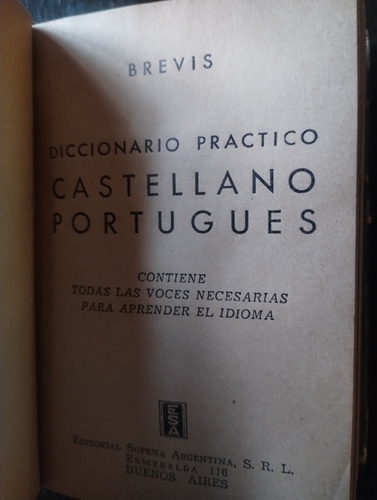 BREVIS
DICCIONARIO PRACTICO
CASTELLANO
PORTUGUES
CONTIENE
TODAS LAS VOCES NECESARIAS
PARA APRENDER EL IDIOMA
ESA
EDITORIAL SOPENA ARGENTINA, S. R. L.
ESMERALDA 116
BUENOS AIRES